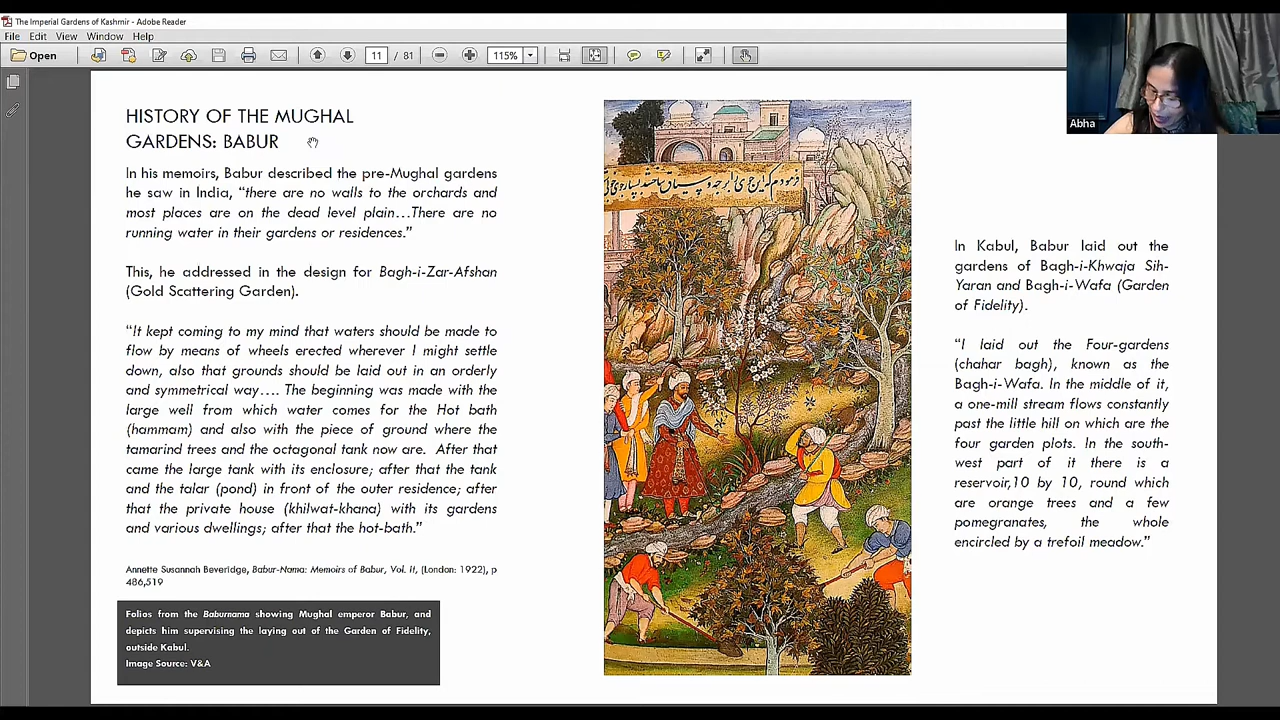 The Imperial Gardens of Kashmir - Adobe Reader
File Edit View Window Help
Open 11 / 81 115%
Abha
HISTORY OF THE MUGHAL
GARDENS: BABUR
In his memoirs, Babur described the pre-Mughal gardens
he saw in India, “there are no walls to the orchards and
most places are on the dead level plain…There are no
running water in their gardens or residences.”
This, he addressed in the design for Bagh-i-Zar-Afshan
(Gold Scattering Garden).
“It kept coming to my mind that waters should be made to
flow by means of wheels erected wherever I might settle
down, also that grounds should be laid out in an orderly
and symmetrical way…. The beginning was made with the
large well from which water comes for the Hot bath
(hammam) and also with the piece of ground where the
tamarind trees and the octagonal tank now are. After that
came the large tank with its enclosure; after that the tank
and the talar (pond) in front of the outer residence; after
that the private house (khilwat-khana) with its gardens
and various dwellings; after that the hot-bath.”
Annette Susannah Beveridge, Babur-Nama: Memoirs of Babur, Vol. II, (London: 1922), p
486,519
Folios from the Baburnama showing Mughal emperor Babur, and
depicts him supervising the laying out of the Garden of Fidelity,
outside Kabul.
Image Source: V&A
In Kabul, Babur laid out the
gardens of Bagh-i-Khwaja Sih-
Yaran and Bagh-i-Wafa (Garden
of Fidelity).
“I laid out the Four-gardens
(chahar bagh), known as the
Bagh-i-Wafa. In the middle of it,
a one-mill stream flows constantly
past the little hill on which are the
four garden plots. In the south-
west part of it there is a
reservoir,10 by 10, round which
are orange trees and a few
pomegranates, the whole
encircled by a trefoil meadow.”